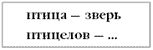 птица – зверь
птицелов – ...